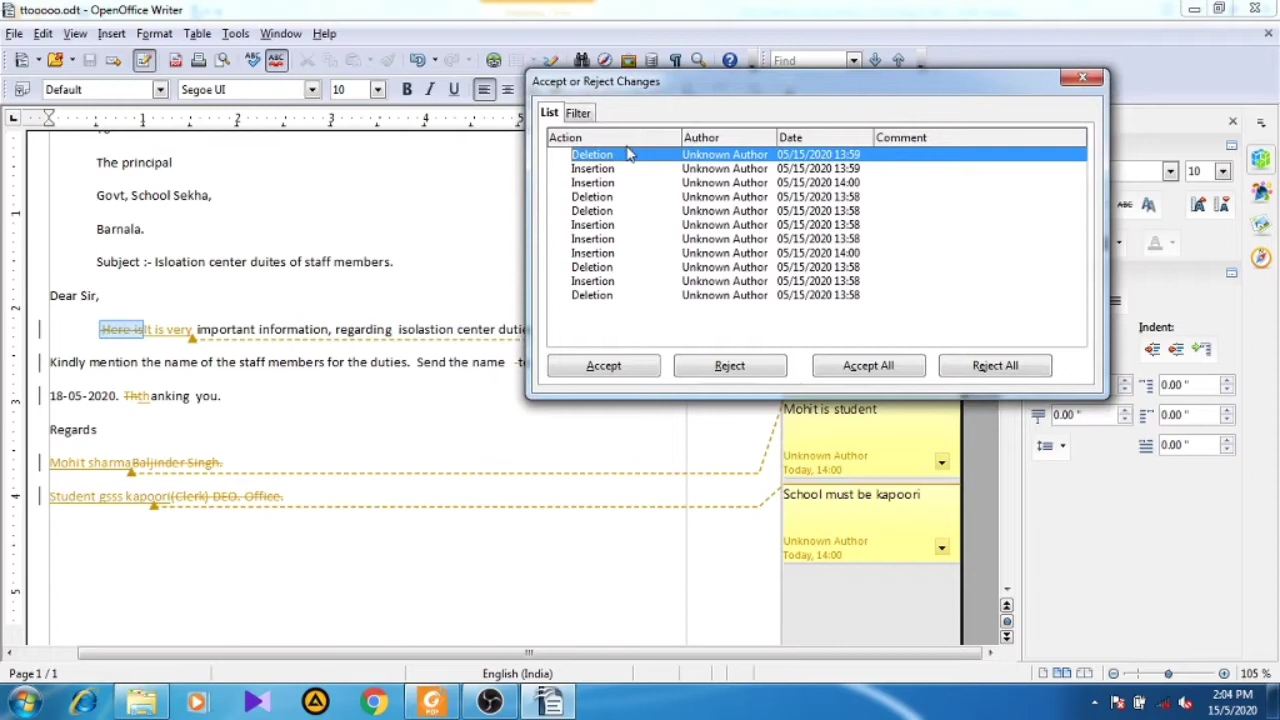 ttooooo.odt - OpenOffice Writer
File Edit View Insert Format Table Tools Window Help
Find
Default Segoe UI 10 B I U
Accept or Reject Changes
List Filter
Action Author Date Comment
Deletion Unknown Author 05/15/2020 13:59
Insertion Unknown Author 05/15/2020 13:59
Insertion Unknown Author 05/15/2020 14:00
Deletion Unknown Author 05/15/2020 13:58
Deletion Unknown Author 05/15/2020 13:58
Insertion Unknown Author 05/15/2020 13:58
Insertion Unknown Author 05/15/2020 13:58
Insertion Unknown Author 05/15/2020 14:00
Deletion Unknown Author 05/15/2020 13:58
Insertion Unknown Author 05/15/2020 13:58
Deletion Unknown Author 05/15/2020 13:58
Accept Reject Accept All Reject All
The principal
Govt, School Sekha,
Barnala.
Subject :- Isloation center duites of staff members.
Dear Sir,
Here isIt is very important information, regarding isolastion center dutie
Kindly mention the name of the staff members for the duties. Send the name -to
18-05-2020. Ththanking you.
Regards
Mohit sharmaBaljinder Singh.
Student gsss kapoori(Clerk) DEO. Office.
Mohit is student
Unknown Author
Today, 14:00
School must be kapoori
Unknown Author
Today, 14:00
10
ABC
Indent:
0.00 " 0.00 "
0.00 " 0.00 "
0.00 "
Page 1 / 1 English (India) 105 %
2:04 PM
15/5/2020